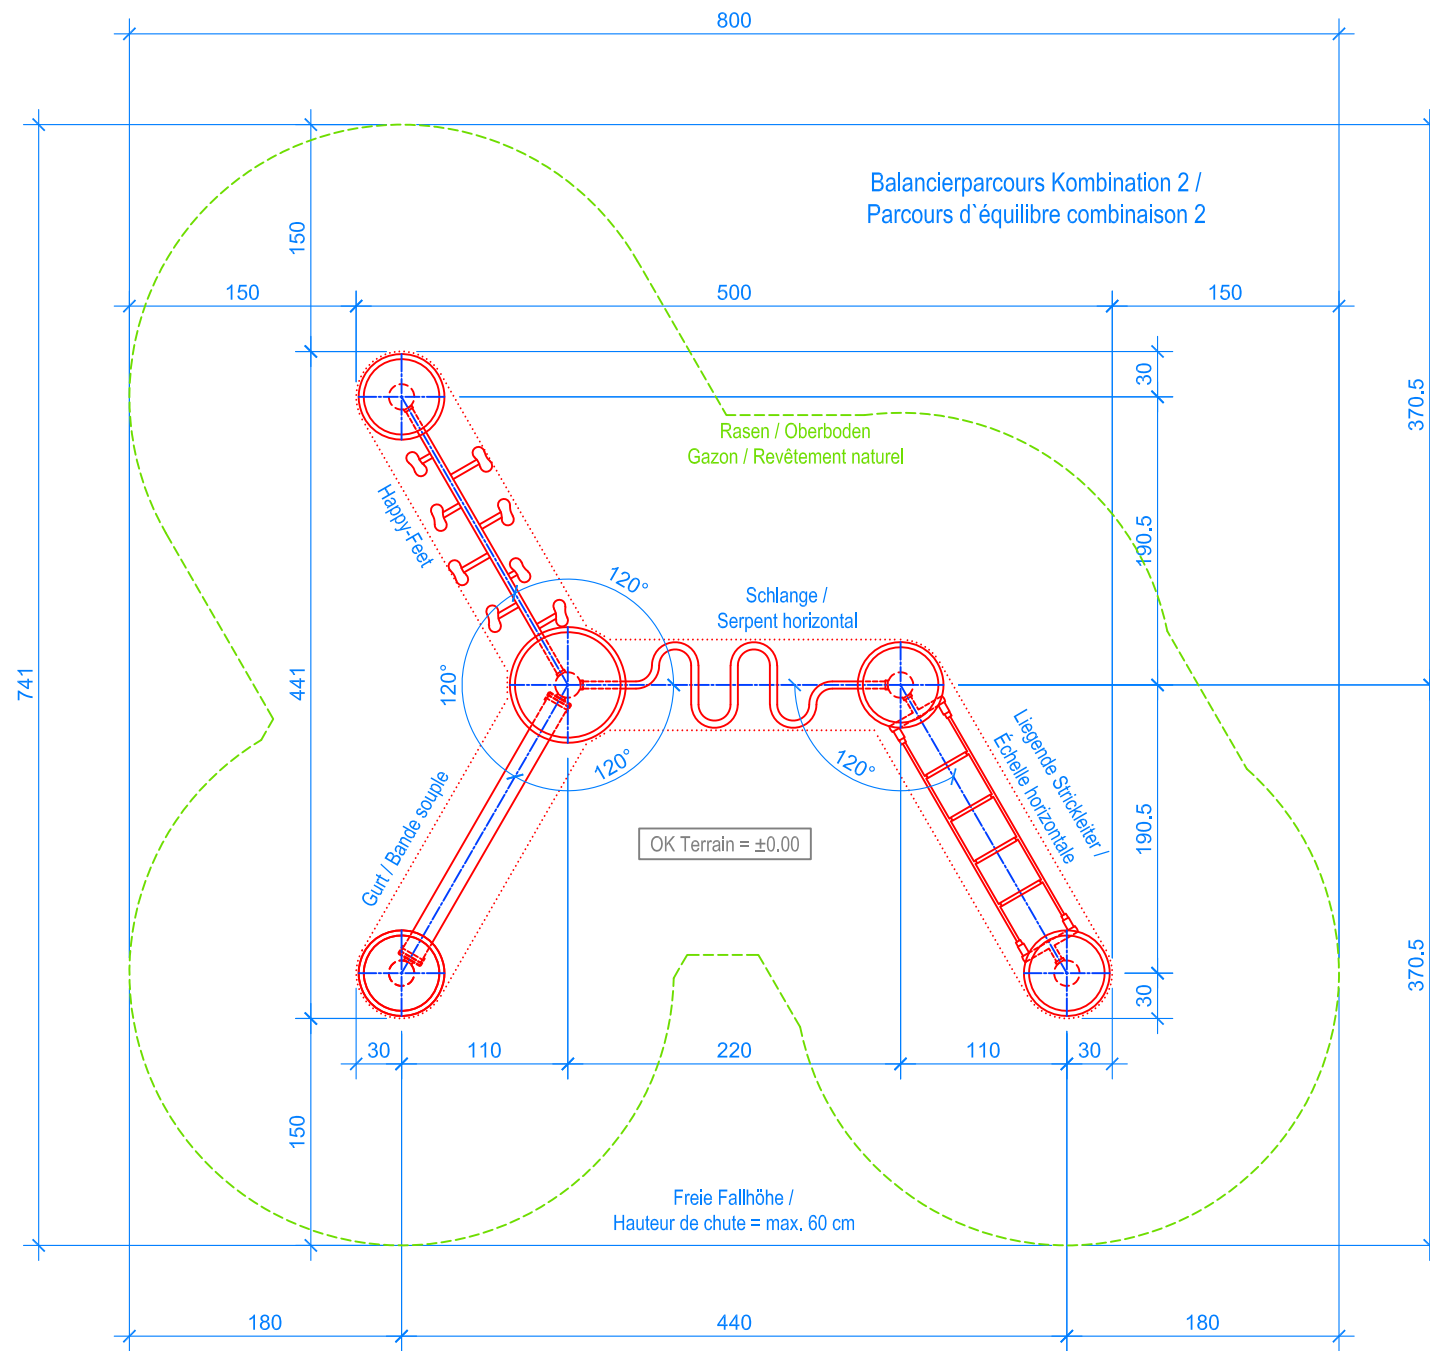 800
Balancierparcours Kombination 2 /
Parcours d`équilibre combinaison 2
150
150
500
150
30
370.5
Rasen / Oberboden
Gazon / Revêtement naturel
Happy-Feet
190.5
120°
Schlange /
Serpent horizontal
741
441
120°
120°
120°
Liegende Strickleiter /
Échelle horizontale
Gurt / Bande souple
OK Terrain = ±0.00
190.5
370.5
30
30
110
220
110
30
150
Freie Fallhöhe /
Hauteur de chute = max. 60 cm
180
440
180